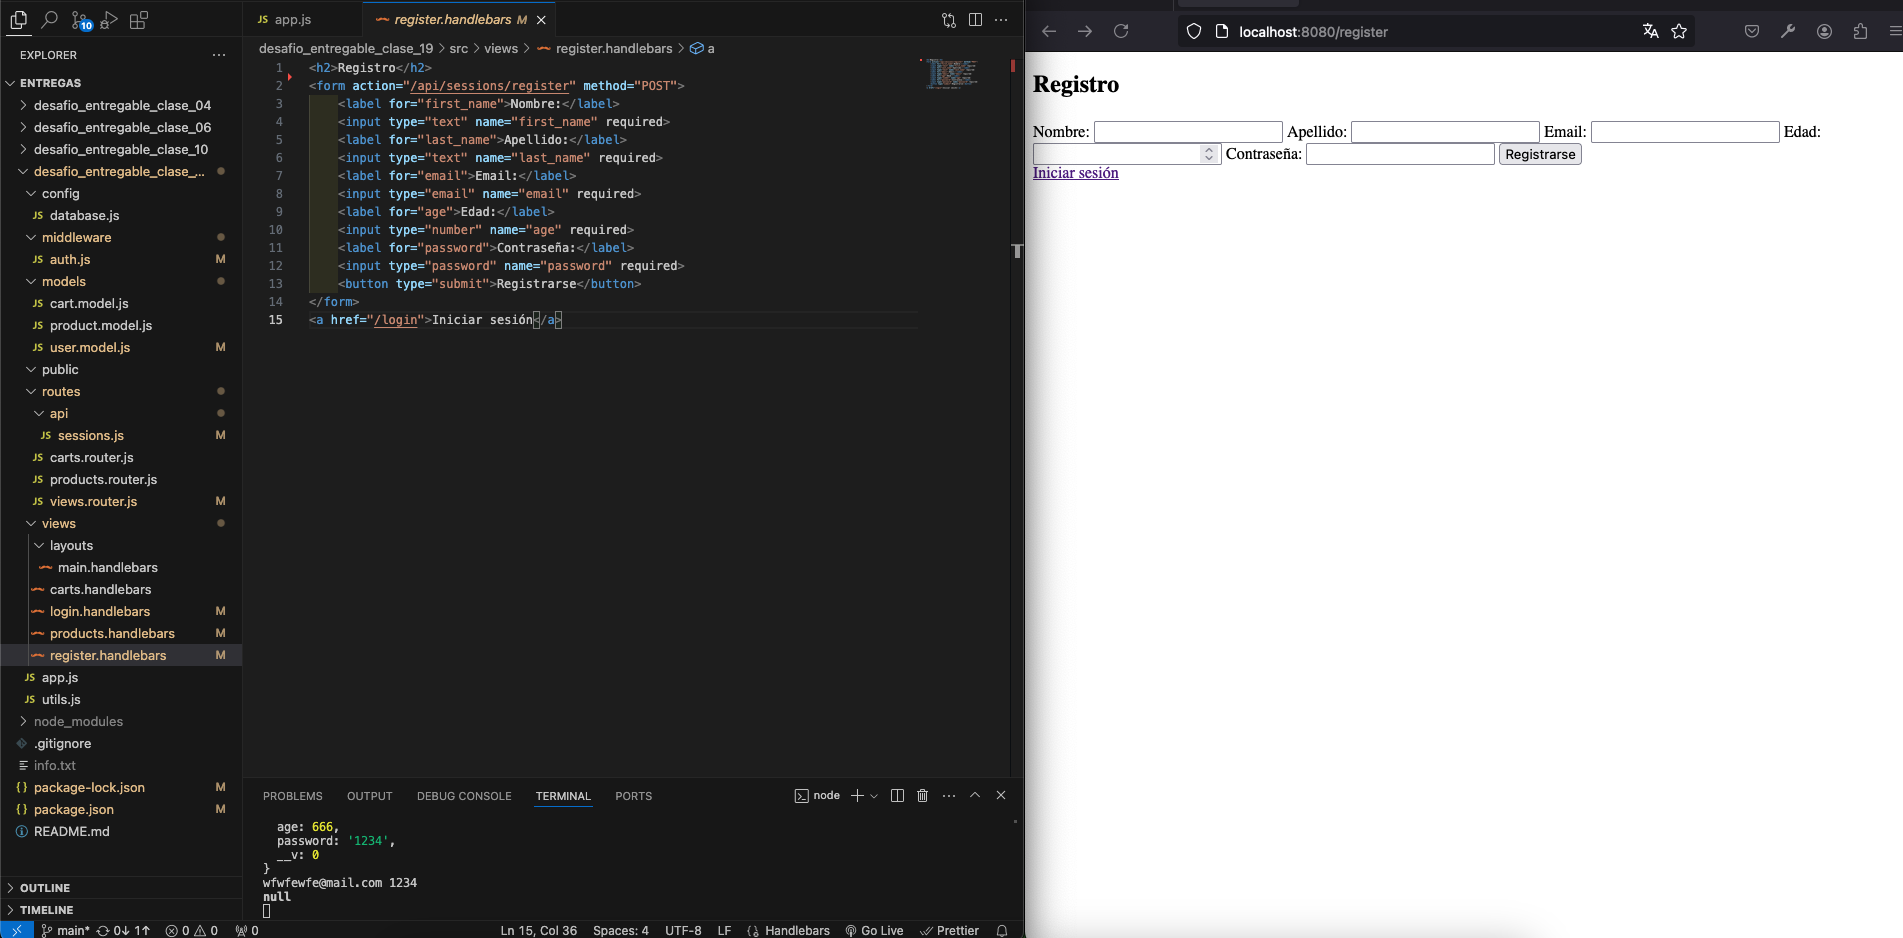 10
app.js
register.handlebars M
localhost:8080/register
EXPLORER
ENTREGAS
desafio_entregable_clase_04
desafio_entregable_clase_06
desafio_entregable_clase_10
desafio_entregable_clase_...
config
JS database.js
middleware
JS auth.js M
models
JS cart.model.js
JS product.model.js
JS user.model.js M
public
routes
api
JS sessions.js M
JS carts.router.js
JS products.router.js
JS views.router.js M
views
layouts
main.handlebars
carts.handlebars
login.handlebars M
products.handlebars M
register.handlebars M
JS app.js
JS utils.js
node_modules
.gitignore
info.txt
{} package-lock.json M
{} package.json M
README.md
OUTLINE
TIMELINE
desafio_entregable_clase_19 > src > views > register.handlebars > a
1 <h2>Registro</h2>
2 <form action="/api/sessions/register" method="POST">
3 <label for="first_name">Nombre:</label>
4 <input type="text" name="first_name" required>
5 <label for="last_name">Apellido:</label>
6 <input type="text" name="last_name" required>
7 <label for="email">Email:</label>
8 <input type="email" name="email" required>
9 <label for="age">Edad:</label>
10 <input type="number" name="age" required>
11 <label for="password">Contraseña:</label>
12 <input type="password" name="password" required>
13 <button type="submit">Registrarse</button>
14 </form>
15 <a href="/login">Iniciar sesión</a>
PROBLEMS OUTPUT DEBUG CONSOLE TERMINAL PORTS
node
age: 666,
password: '1234',
__v: 0
}
wfwfewfe@mail.com 1234
null
main* 0↓ 1↑ 0 0 0
Ln 15, Col 36 Spaces: 4 UTF-8 LF {} Handlebars Go Live Prettier
Registro
Nombre: Apellido: Email: Edad:
Contraseña: Registrarse
Iniciar sesión